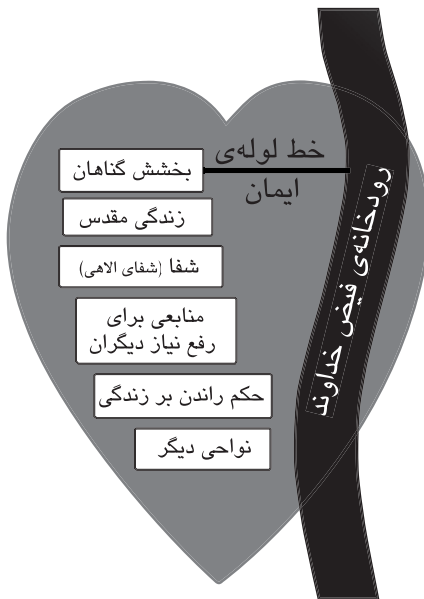 خط لوله‌ی
ایمان
بخشش گناهان
زندگی مقدس
شفا (شفای الاهی)
منابعی برای
رفع نیاز دیگران
حکم راندن بر زندگی
نواحی دیگر
رودخانه‌ی فیض خداوند